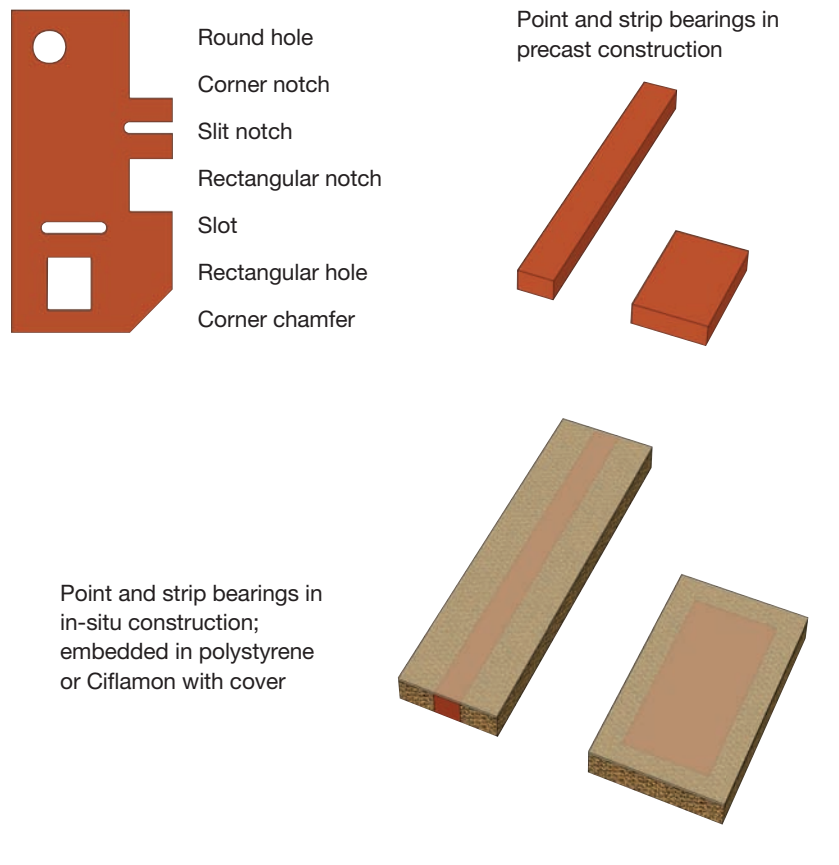 Round hole
Corner notch
Slit notch
Rectangular notch
Slot
Rectangular hole
Corner chamfer
Point and strip bearings in
precast construction
Point and strip bearings in
in-situ construction;
embedded in polystyrene
or Ciflamon with cover